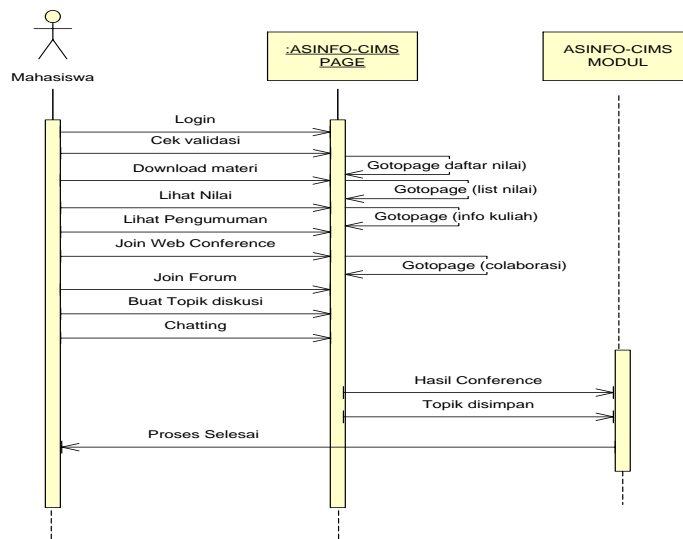 Mahasiswa
:ASINFO-CIMS
PAGE
ASINFO-CIMS
MODUL
Login
Cek validasi
Gotopage daftar nilai)
Download materi
Gotopage (list nilai)
Lihat Nilai
Gotopage (info kuliah)
Lihat Pengumuman
Join Web Conference
Gotopage (colaborasi)
Join Forum
Buat Topik diskusi
Chatting
Hasil Conference
Topik disimpan
Proses Selesai